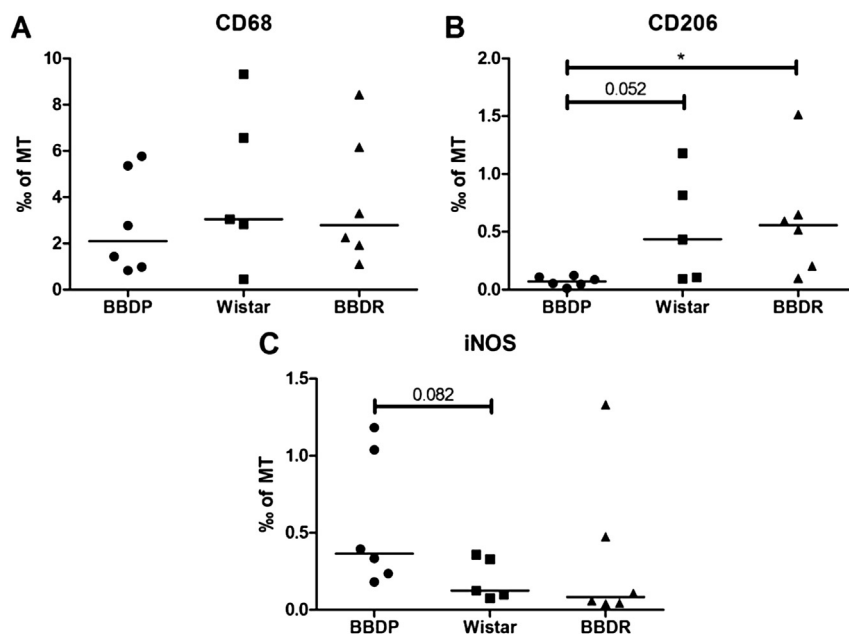 A
CD68
‰ of MT
10
8
6
4
2
0
BBDP Wistar BBDR
B
CD206
‰ of MT
2.0
1.5
1.0
0.5
0.0
*
0.052
BBDP Wistar BBDR
C
iNOS
‰ of MT
1.5
1.0
0.5
0.0
0.082
BBDP Wistar BBDR